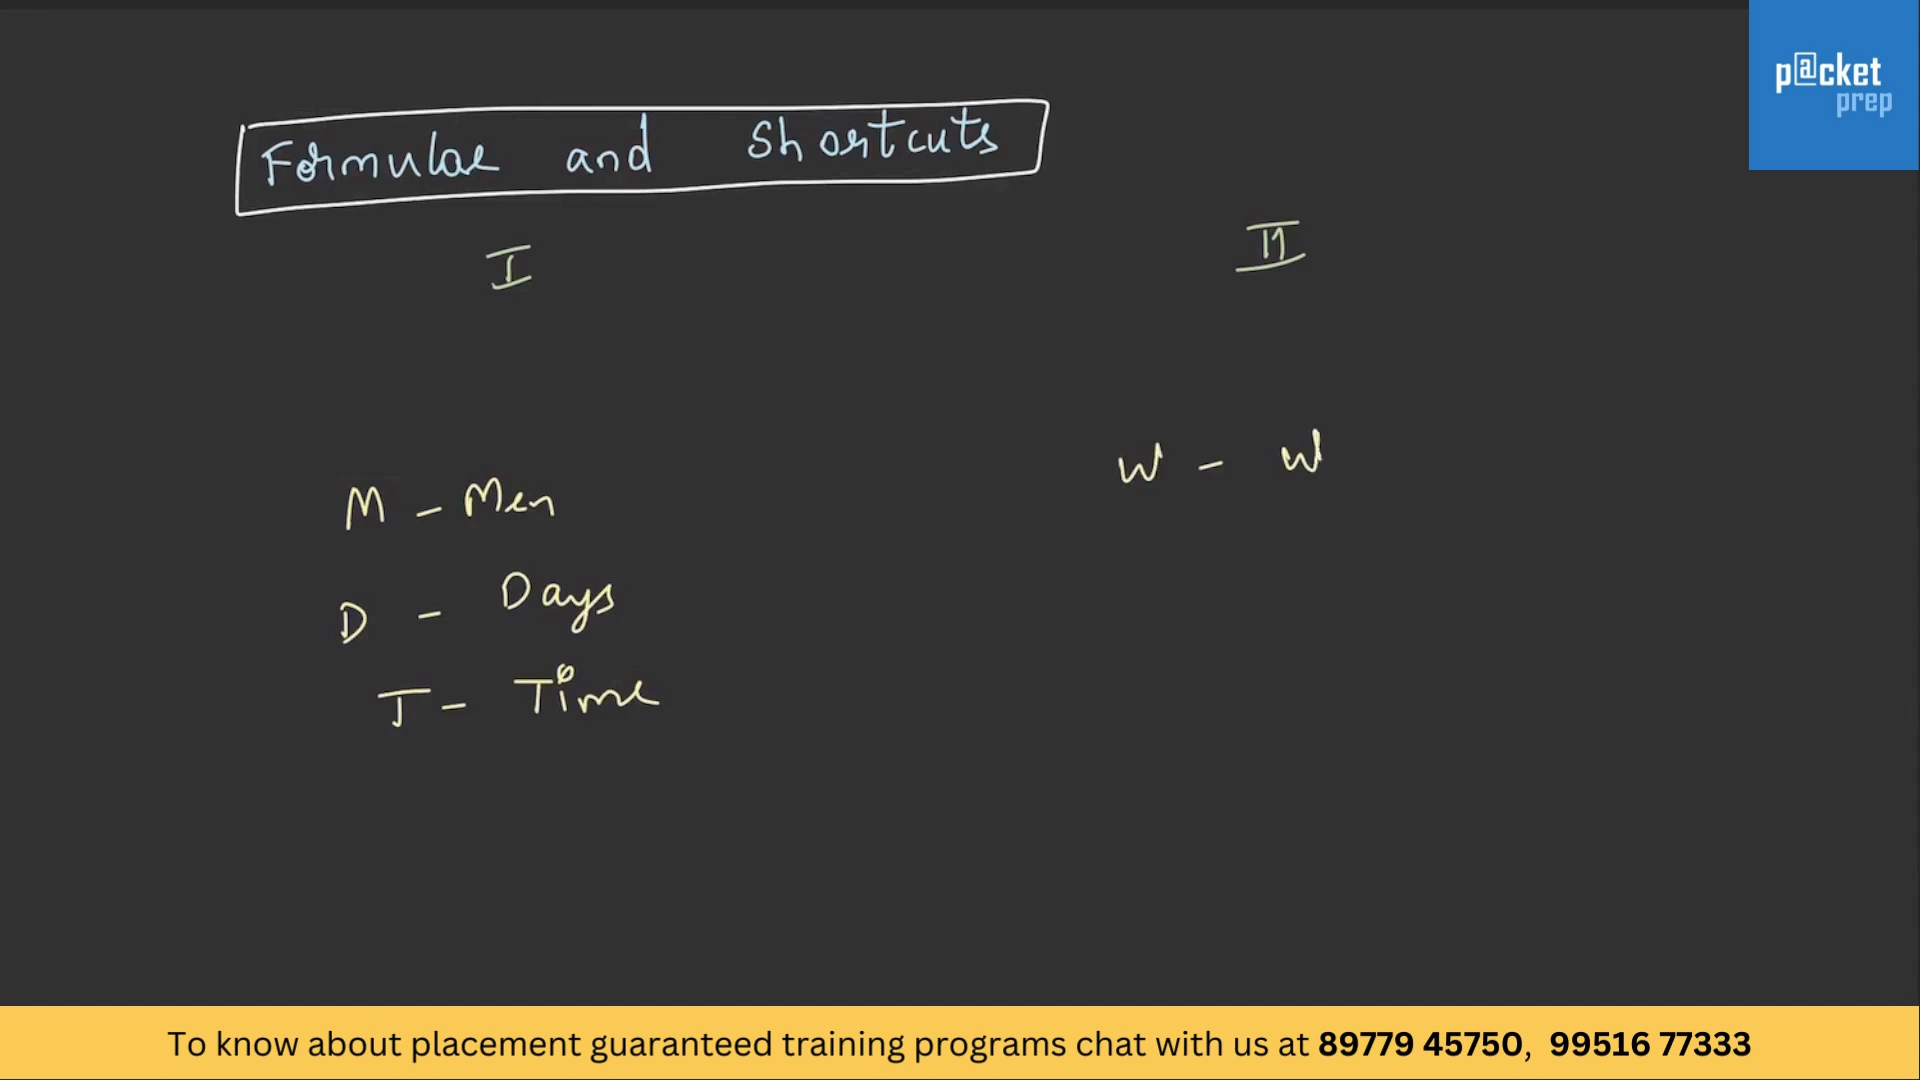 p@cket
prep
Formulae and Shortcuts
I
II
M - Men
D - Days
T - Time
W - W
To know about placement guaranteed training programs chat with us at 89779 45750, 99516 77333